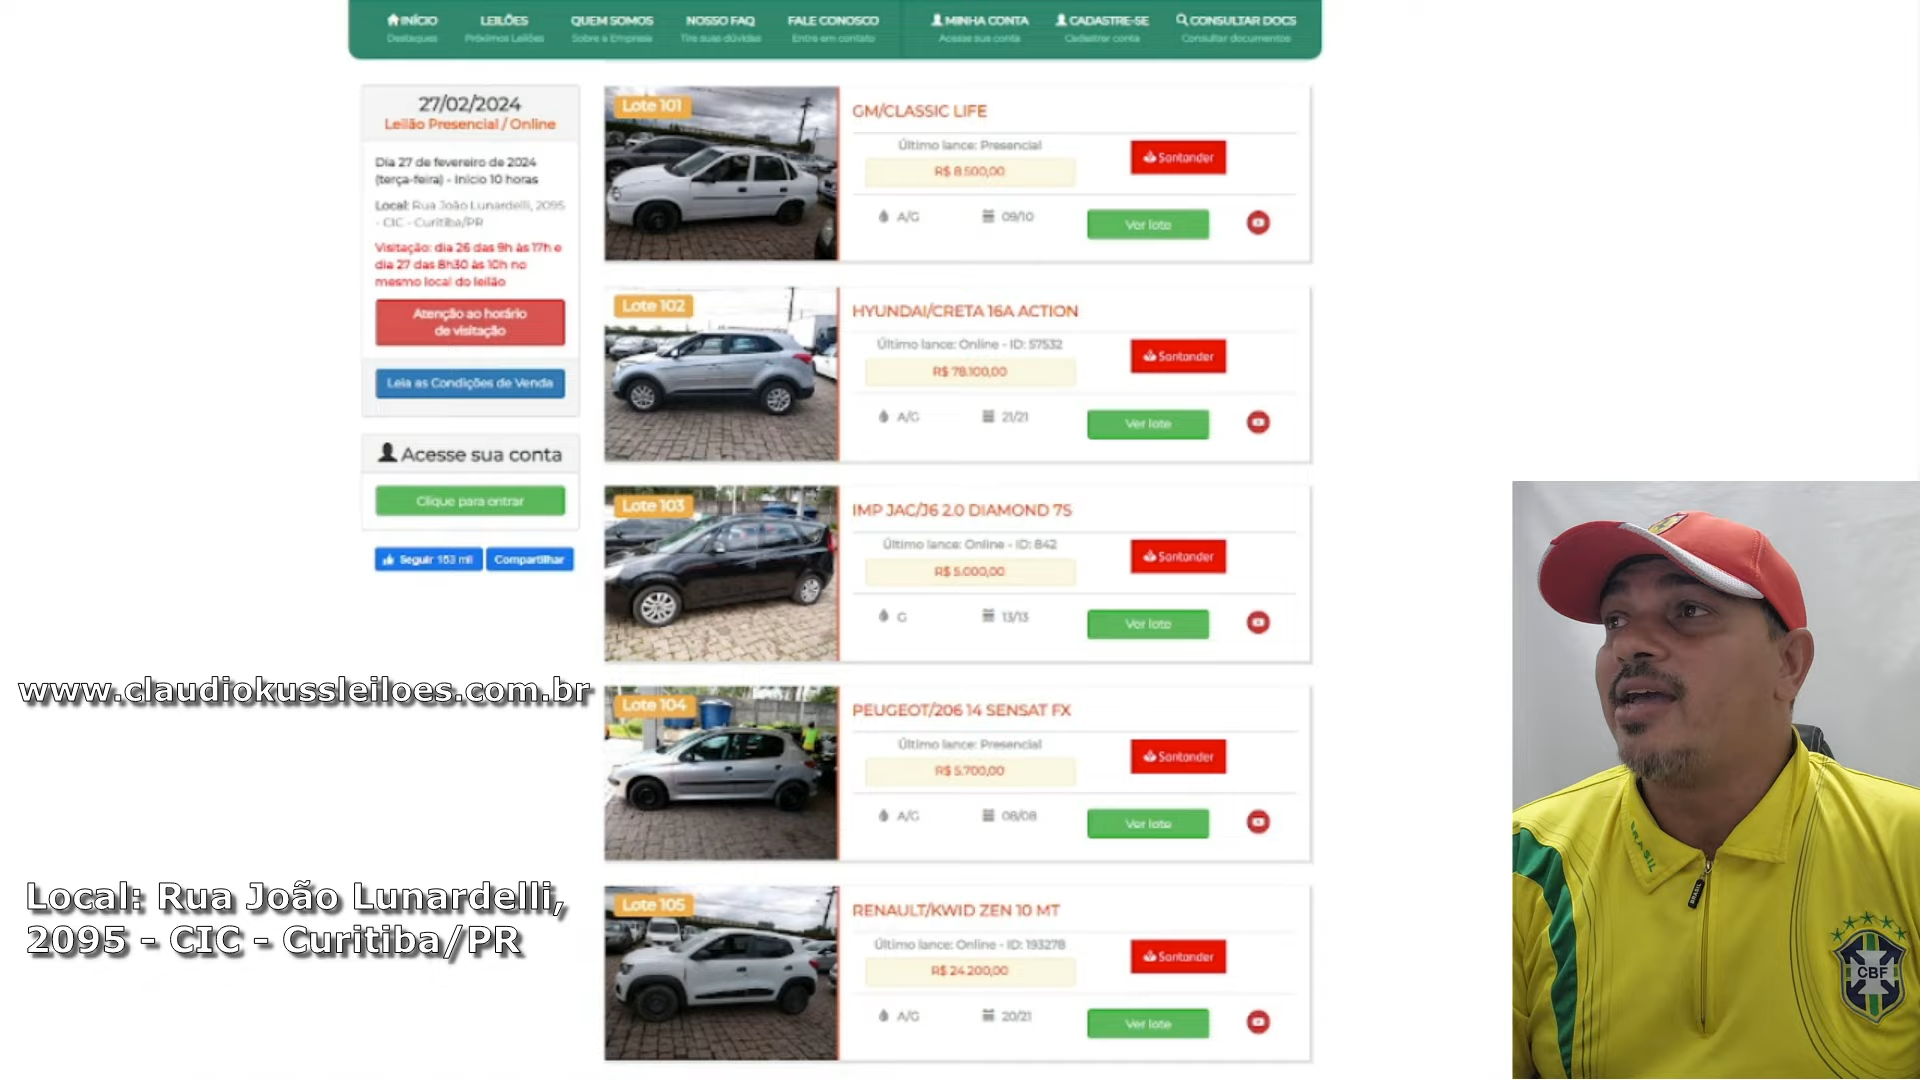 INÍCIO
Destaques
LEILÕES
Próximos Leilões
QUEM SOMOS
Sobre a Empresa
NOSSO FAQ
Tire suas dúvidas
FALE CONOSCO
Entre em contato
MINHA CONTA
Acesse sua conta
CADASTRE-SE
Cadastrar conta
CONSULTAR DOCS
Consultar documentos
27/02/2024
Leilão Presencial / Online
Dia 27 de fevereiro de 2024
(terça-feira) - Início 10 horas
Local: Rua João Lunardelli, 2095
- CIC - Curitiba/PR
Visitação: dia 26 das 9h às 17h e
dia 27 das 8h30 às 10h no
mesmo local do leilão
Atenção ao horário
de visitação
Leia as Condições de Venda
Acesse sua conta
Clique para entrar
Seguir 153 mil
Compartilhar
Lote 101
GM/CLASSIC LIFE
Último lance: Presencial
R$ 8.500,00
Santander
A/G
09/10
Ver lote
Lote 102
HYUNDAI/CRETA 16A ACTION
Último lance: Online - ID: 57532
R$ 78.100,00
Santander
A/G
21/21
Ver lote
Lote 103
IMP JAC/J6 2.0 DIAMOND 7S
Último lance: Online - ID: 842
R$ 5.000,00
Santander
G
13/13
Ver lote
Lote 104
PEUGEOT/206 14 SENSAT FX
Último lance: Presencial
R$ 5.700,00
Santander
A/G
08/08
Ver lote
Lote 105
RENAULT/KWID ZEN 10 MT
Último lance: Online - ID: 193278
R$ 24.200,00
Santander
A/G
20/21
Ver lote
www.claudiokussleiloes.com.br
Local: Rua João Lunardelli,
2095 - CIC - Curitiba/PR
BRASIL
CBF